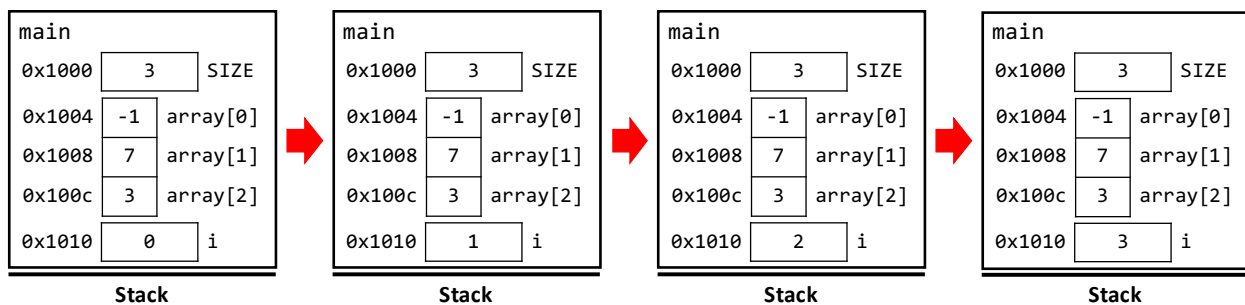 main
0x1000 3 SIZE
0x1004 -1 array[0]
0x1008 7 array[1]
0x100c 3 array[2]
0x1010 0 i
Stack
main
0x1000 3 SIZE
0x1004 -1 array[0]
0x1008 7 array[1]
0x100c 3 array[2]
0x1010 1 i
Stack
main
0x1000 3 SIZE
0x1004 -1 array[0]
0x1008 7 array[1]
0x100c 3 array[2]
0x1010 2 i
Stack
main
0x1000 3 SIZE
0x1004 -1 array[0]
0x1008 7 array[1]
0x100c 3 array[2]
0x1010 3 i
Stack